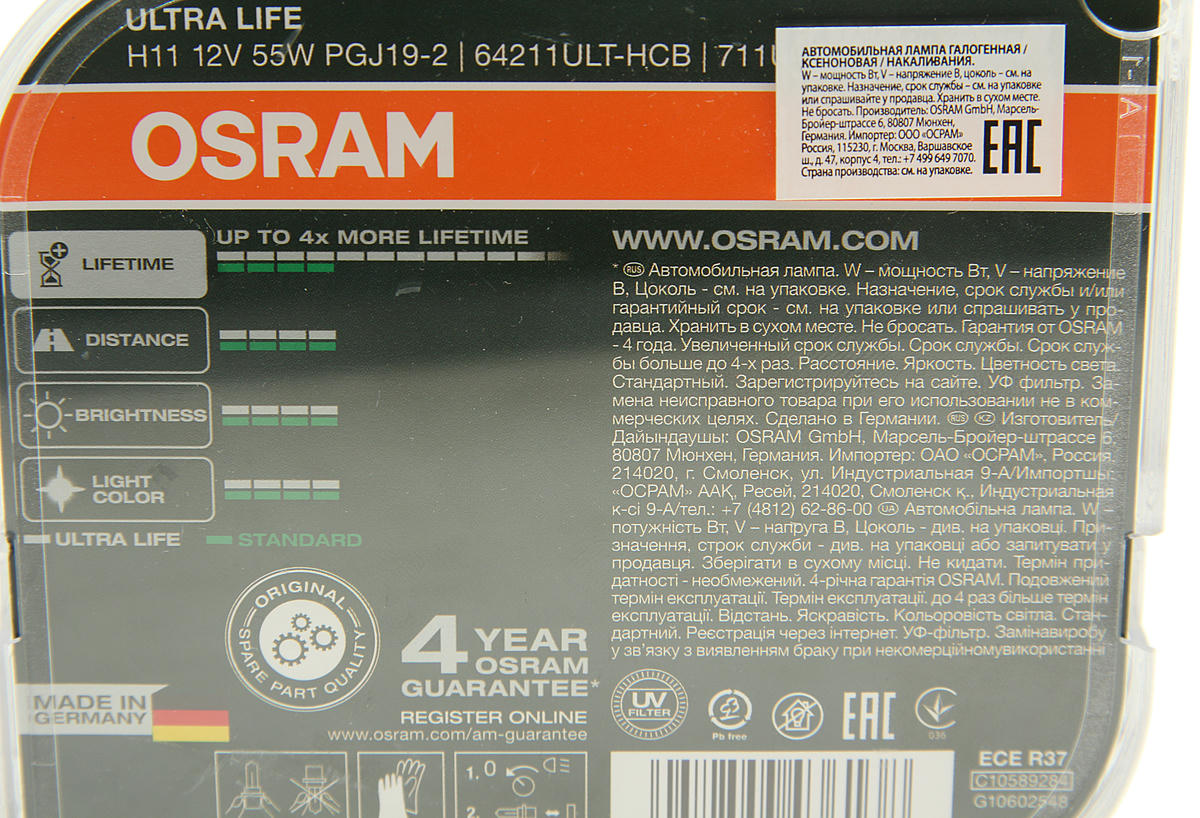 ULTRA LIFE
H11 12V 55W PGJ19-2 | 64211ULT-HCB | 711U
OSRAM
АВТОМОБИЛЬНАЯ ЛАМПА ГАЛОГЕННАЯ /
КСЕНОНОВАЯ / НАКАЛИВАНИЯ.
W – мощность Вт, V – напряжение В, цоколь – см. на
упаковке. Назначение, срок службы – см. на упаковке
или спрашивайте у продавца. Хранить в сухом месте.
Не бросать. Производитель: OSRAM GmbH, Марсель-
Бройер-штрассе 6, 80807 Мюнхен,
Германия. Импортер: ООО «ОСРАМ»
Россия, 115230, г. Москва, Варшавское
ш., д. 47, корпус 4, тел.: +7 499 649 7070.
Страна производства: см. на упаковке.
EAC
UP TO 4x MORE LIFETIME
LIFETIME
DISTANCE
BRIGHTNESS
LIGHT
COLOR
ULTRA LIFE STANDARD
ORIGINAL
SPARE PART QUALITY
4 YEAR
OSRAM
GUARANTEE*
REGISTER ONLINE
www.osram.com/am-guarantee
MADE IN
GERMANY
1. 0
2.
WWW.OSRAM.COM
* RUS Автомобильная лампа. W – мощность Вт, V – напряжение
В, Цоколь - см. на упаковке. Назначение, срок службы и/или
гарантийный срок - см. на упаковке или спрашивать у про-
давца. Хранить в сухом месте. Не бросать. Гарантия от OSRAM
- 4 года. Увеличенный срок службы. Срок службы. Срок служ-
бы больше до 4-х раз. Расстояние. Яркость. Цветность света.
Стандартный. Зарегистрируйтесь на сайте. УФ фильтр. За-
мена неисправного товара при его использовании не в ком-
мерческих целях. Сделано в Германии. RUS KZ Изготовитель/
Дайындаушы: OSRAM GmbH, Марсель-Бройер-штрассе 6,
80807 Мюнхен, Германия. Импортер: ОАО «ОСРАМ», Россия,
214020, г. Смоленск, ул. Индустриальная 9-А/Импортшы:
«ОСРАМ» ААҚ, Ресей, 214020, Смоленск қ., Индустриальная
к-сі 9-А/тел.: +7 (4812) 62-86-00 UA Автомобільна лампа. W –
потужність Вт, V – напруга В, Цоколь - див. на упаковці. При-
значення, строк служби - див. на упаковці або запитувати у
продавця. Зберігати в сухому місці. Не кидати. Термін при-
датності - необмежений. 4-річна гарантія OSRAM. Подовжений
термін експлуатації. Термін експлуатації. до 4 раз більше термін
експлуатації. Відстань. Яскравість. Кольоровість світла. Стан-
дартний. Реєстрація через інтернет. УФ-фільтр. Замінавиробу
у зв'язку з виявленням браку при некомерційномувикористанні
UV
FILTER
Pb free
EAC
036
ECE R37
C10589284
G10602548